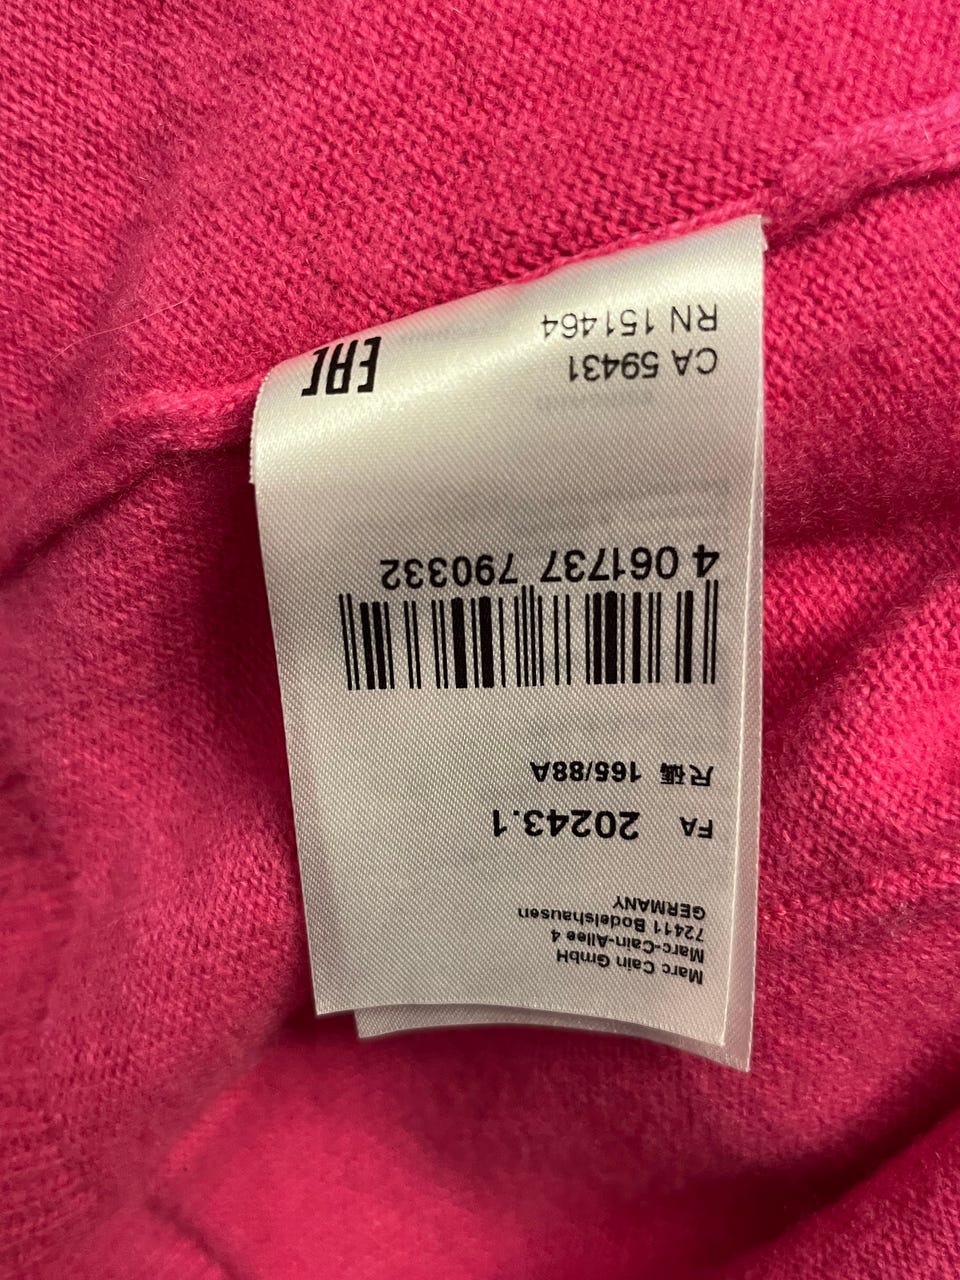 Marc Cain GmbH
Marc-Cain-Allee 4
72411 Bodelshausen
GERMANY
FA 20243.1
尺碼 165/88A
4 061737 790332
CA 59431
RN 151464
EAC